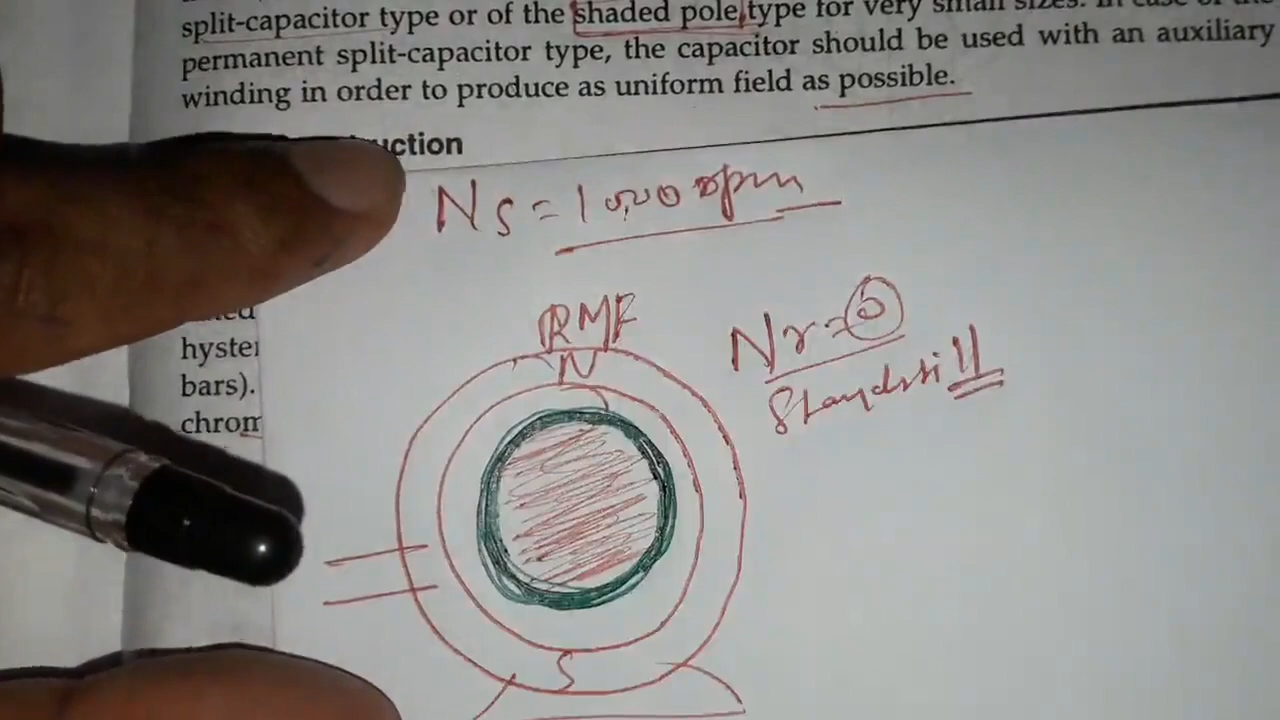 split-capacitor type or of the shaded pole type for very small sizes. In case of the
permanent split-capacitor type, the capacitor should be used with an auxiliary
winding in order to produce as uniform field as possible.
uction
Ns = 1000 rpm
RMF
N
Nr = 0
Standstill
hyste
bars).
chrom
S